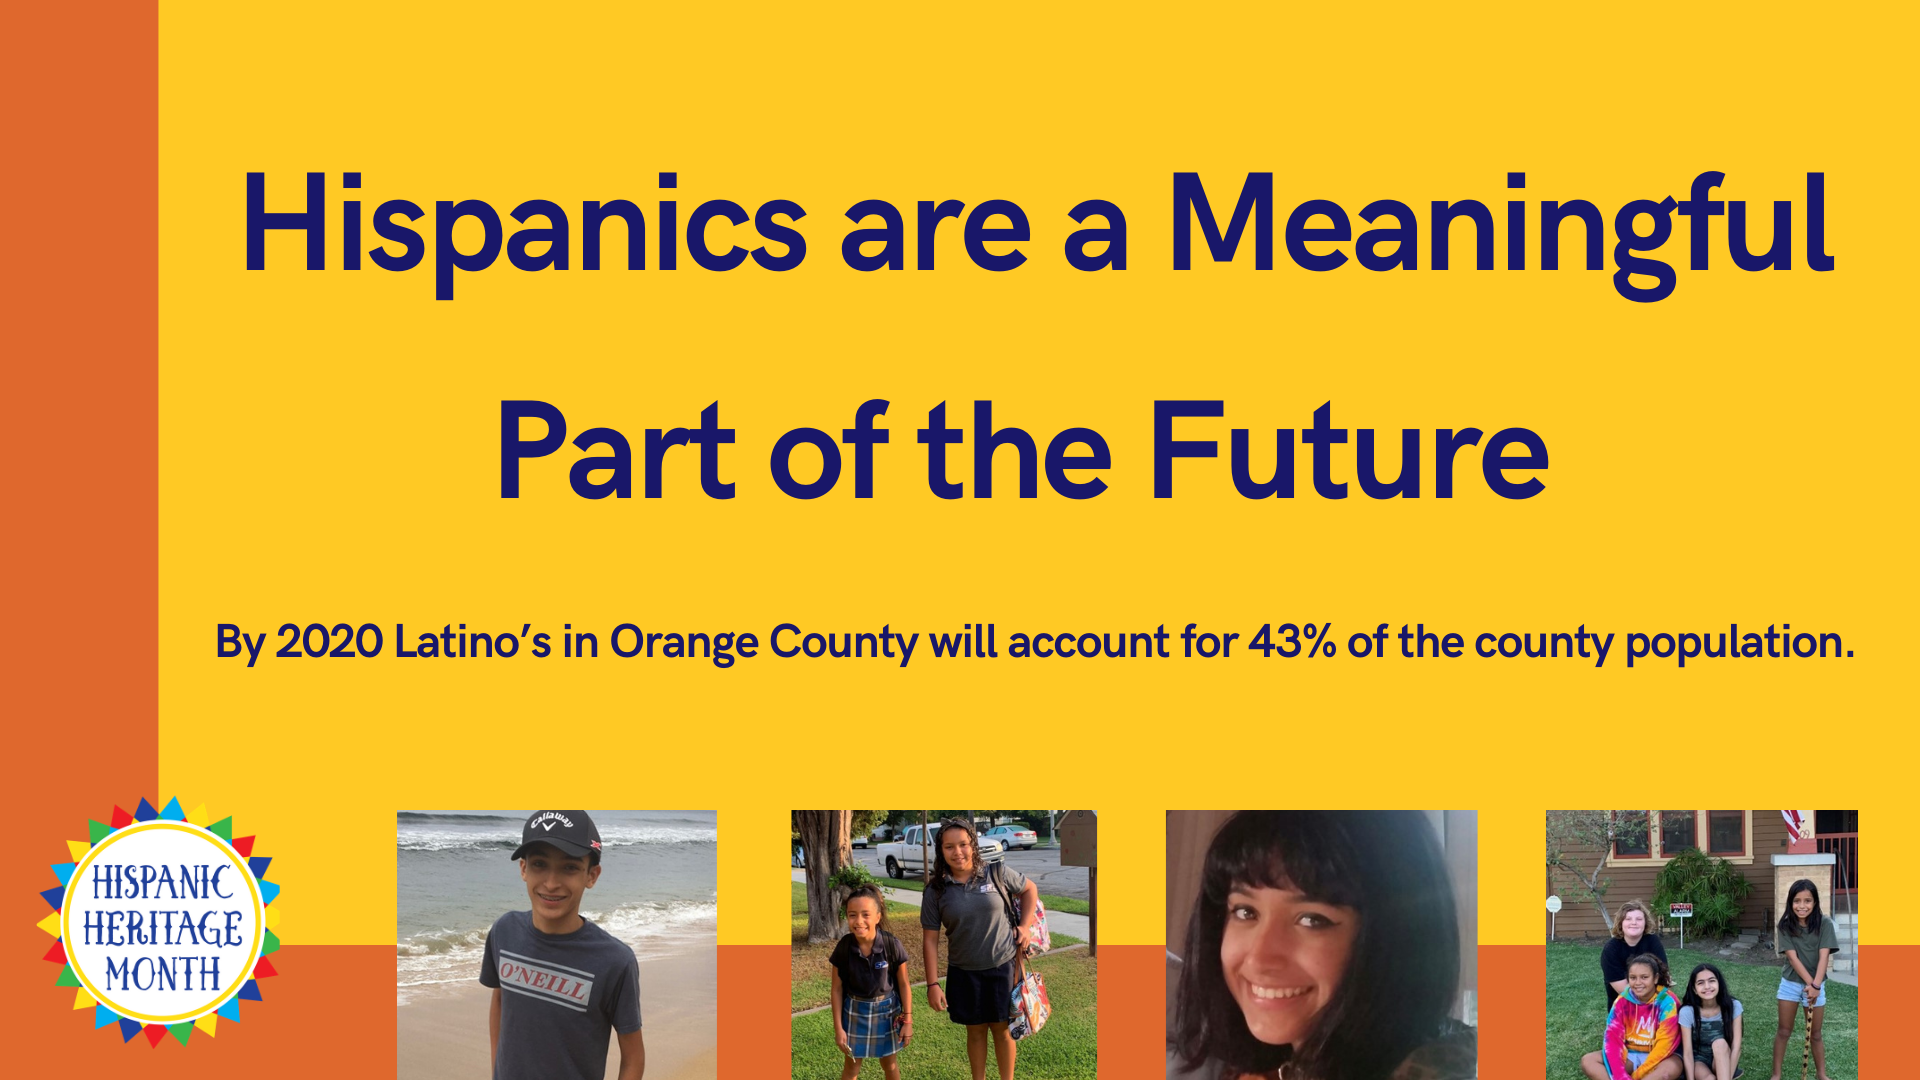 Hispanics are a Meaningful
Part of the Future
By 2020 Latino’s in Orange County will account for 43% of the county population.
HISPANIC
HERITAGE
MONTH
Callaway
O'NEILL